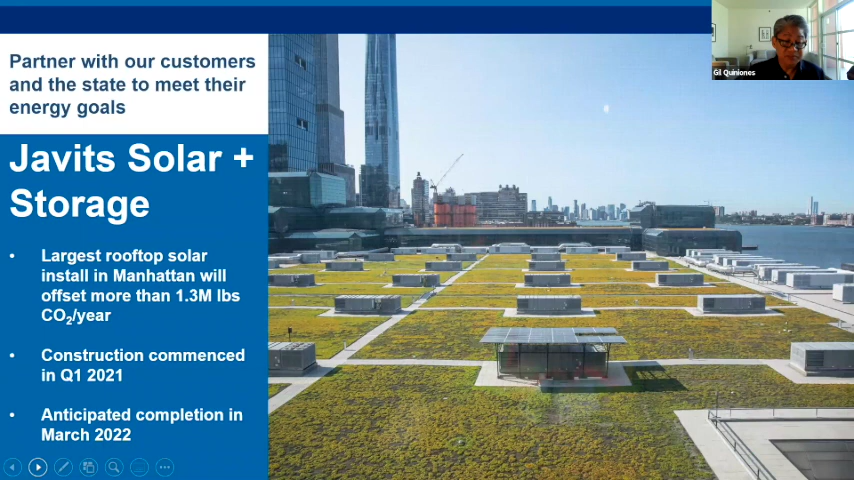 Partner with our customers
and the state to meet their
energy goals
Javits Solar +
Storage
• Largest rooftop solar
install in Manhattan will
offset more than 1.3M lbs
CO₂/year
• Construction commenced
in Q1 2021
• Anticipated completion in
March 2022
Gil Quiniones